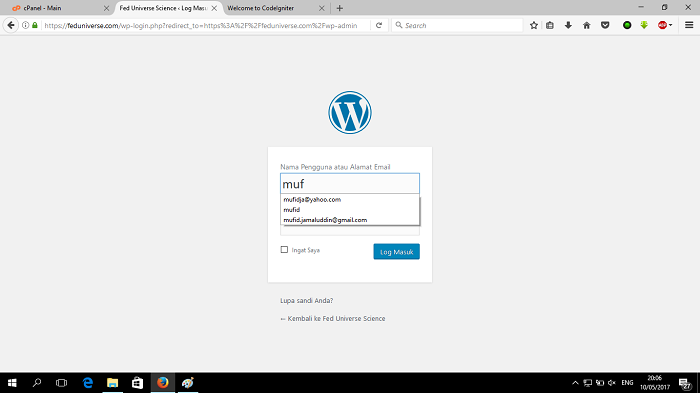 cPanel - Main
Fed Universe Science ‹ Log Masuk
Welcome to CodeIgniter
https://feduniverse.com/wp-login.php?redirect_to=https%3A%2F%2Ffeduniverse.com%2Fwp-admin
Search
ABP
Nama Pengguna atau Alamat Email
muf
mufidja@yahoo.com
mufid
mufid.jamaluddin@gmail.com
Ingat Saya
Log Masuk
Lupa sandi Anda?
← Kembali ke Fed Universe Science
ENG
20:06
10/05/2017
27